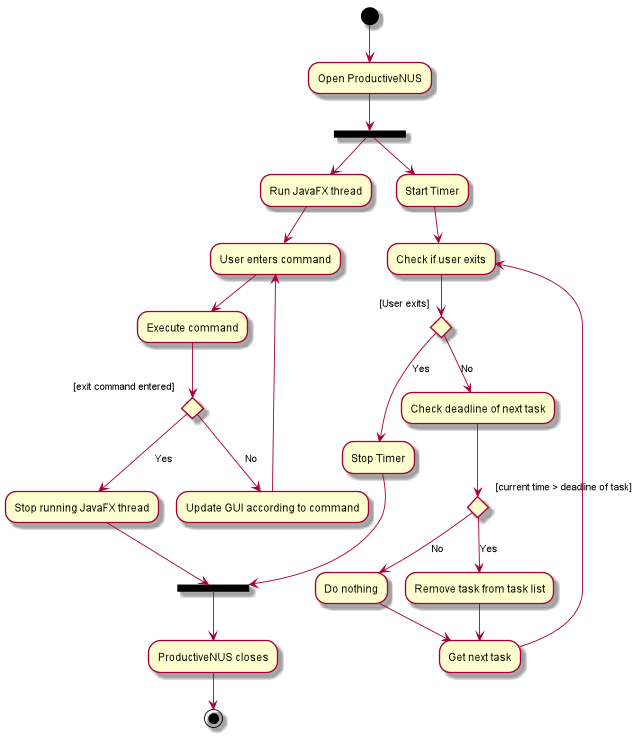 Open ProductiveNUS
Run JavaFX thread
Start Timer
User enters command
Check if user exits
[User exits]
Execute command
Yes
No
[exit command entered]
Check deadline of next task
Yes
No
Stop Timer
[current time > deadline of task]
Stop running JavaFX thread
Update GUI according to command
No
Yes
Do nothing
Remove task from task list
ProductiveNUS closes
Get next task